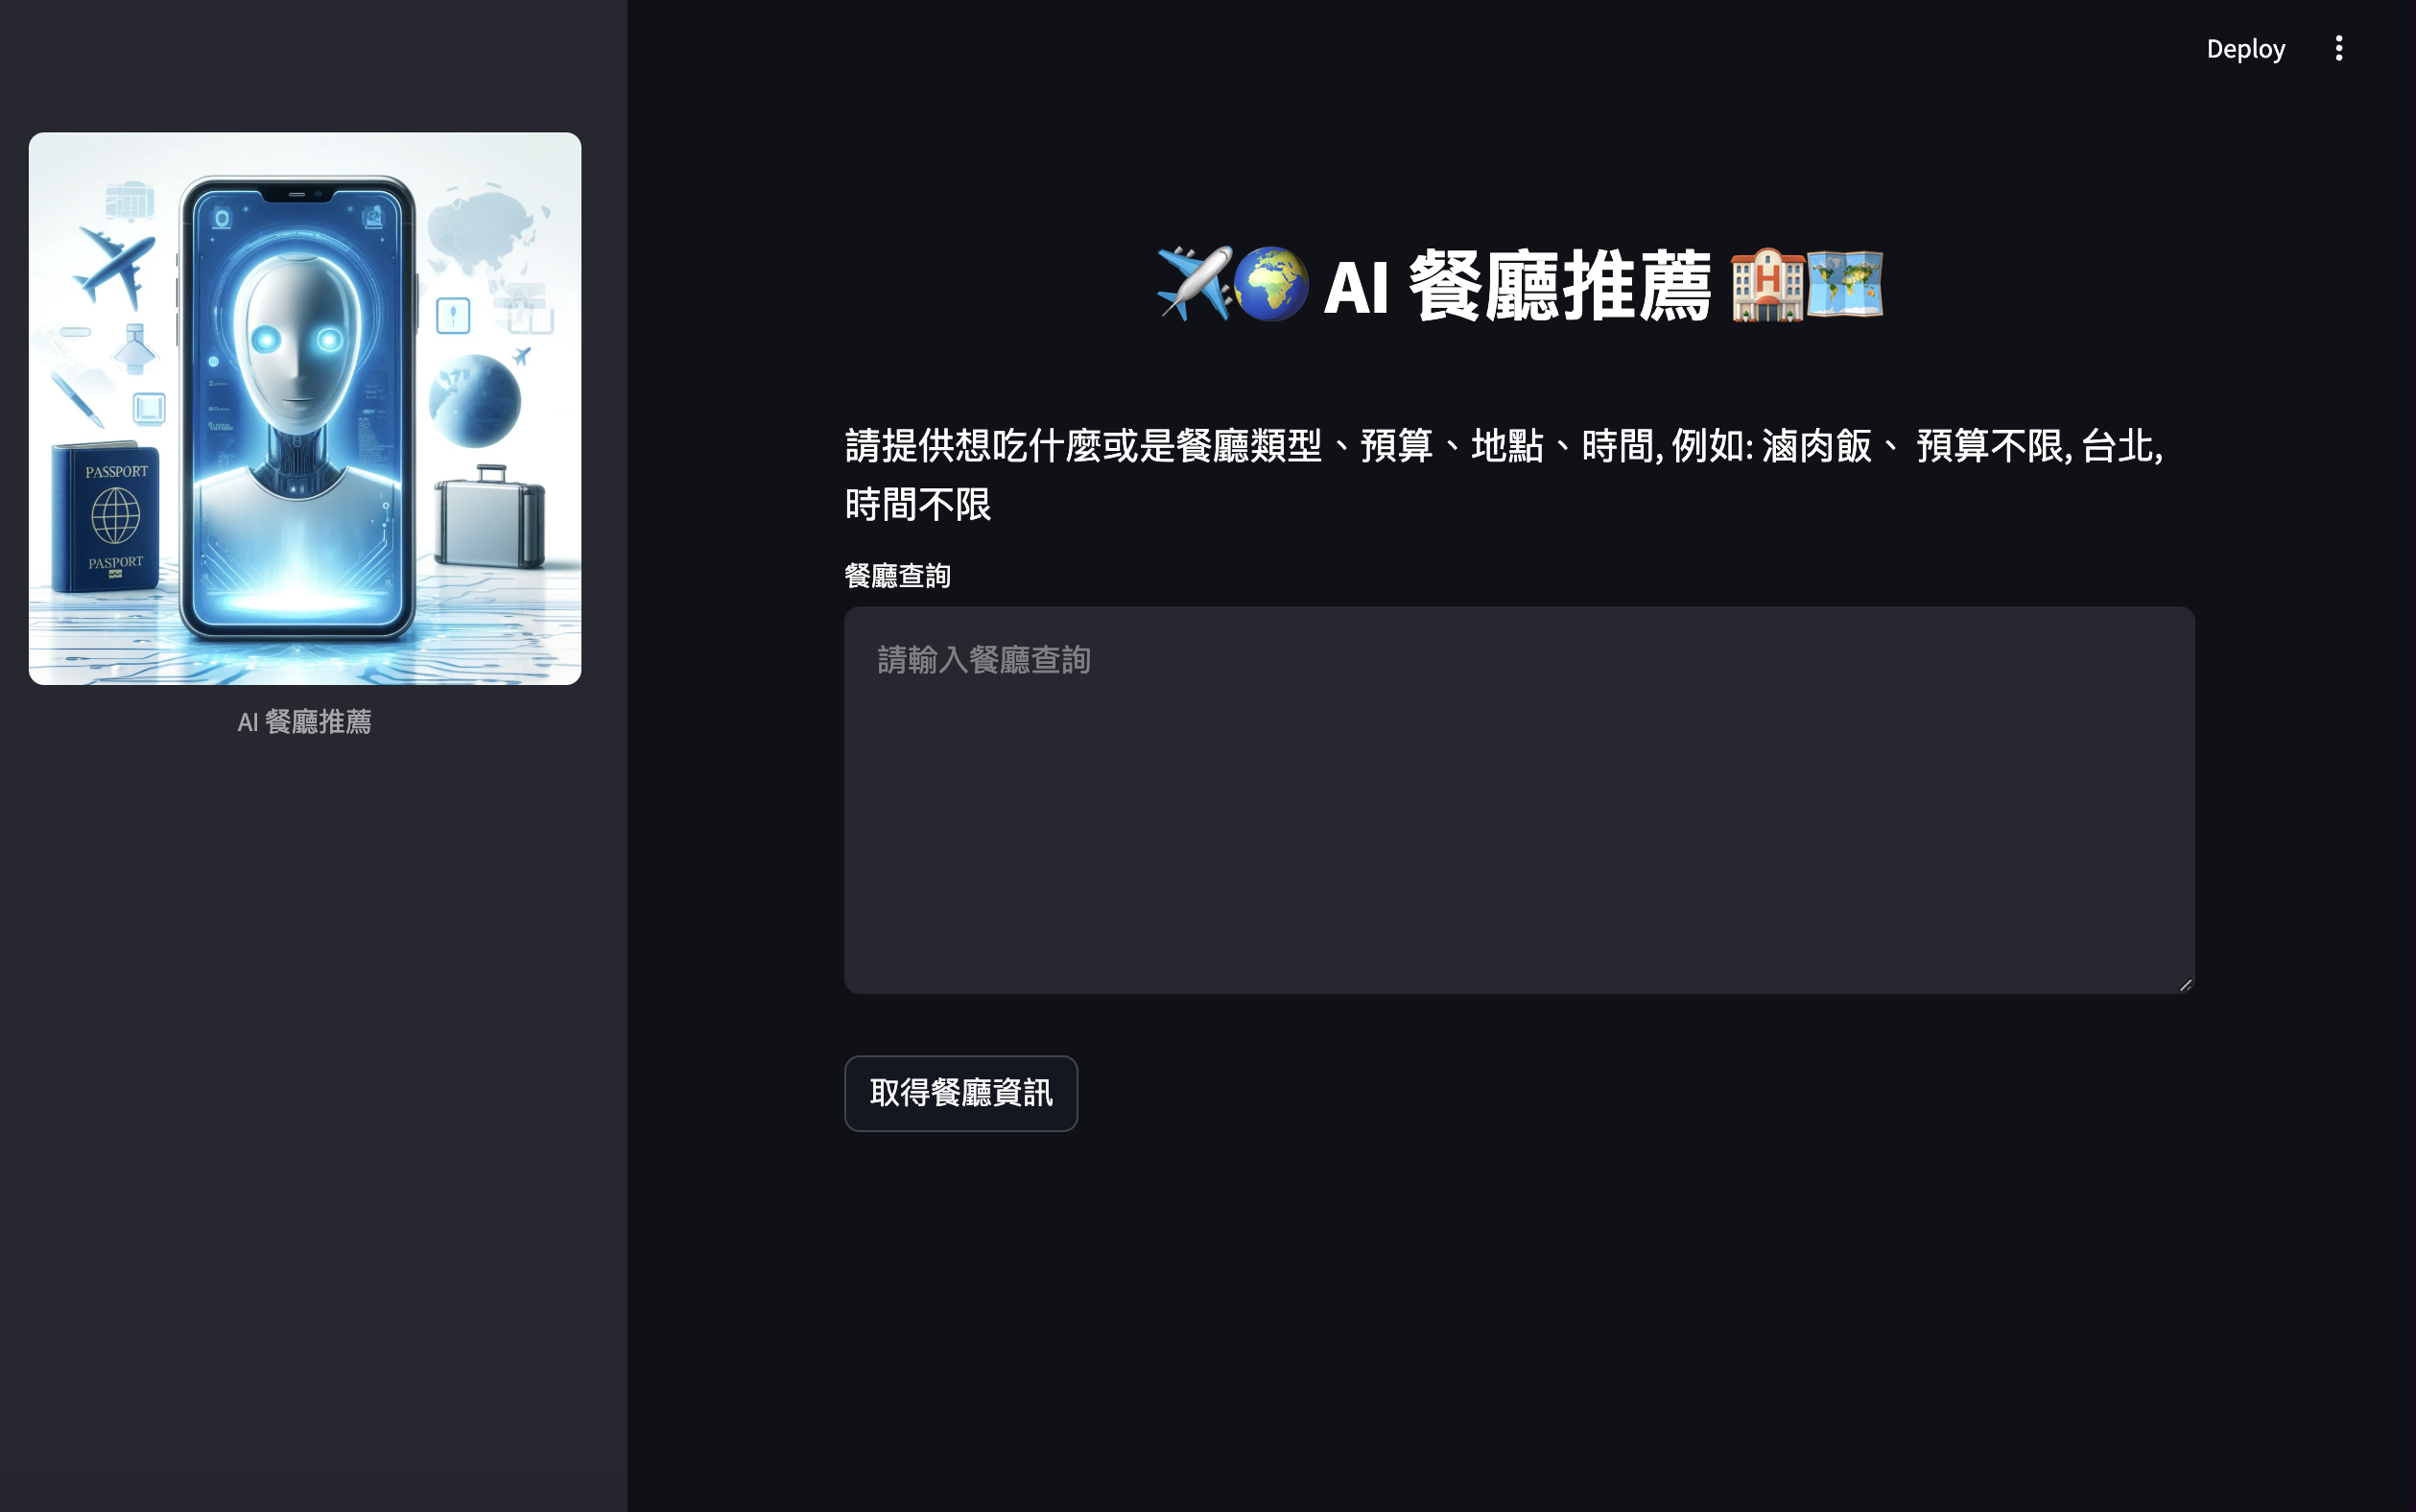 Deploy
PASSPORT
PASPORT
AI 餐廳推薦
✈️🌍 AI 餐廳推薦 🏨🗺️
請提供想吃什麼或是餐廳類型、預算、地點、時間, 例如: 滷肉飯、 預算不限, 台北,
時間不限
餐廳查詢
請輸入餐廳查詢
取得餐廳資訊